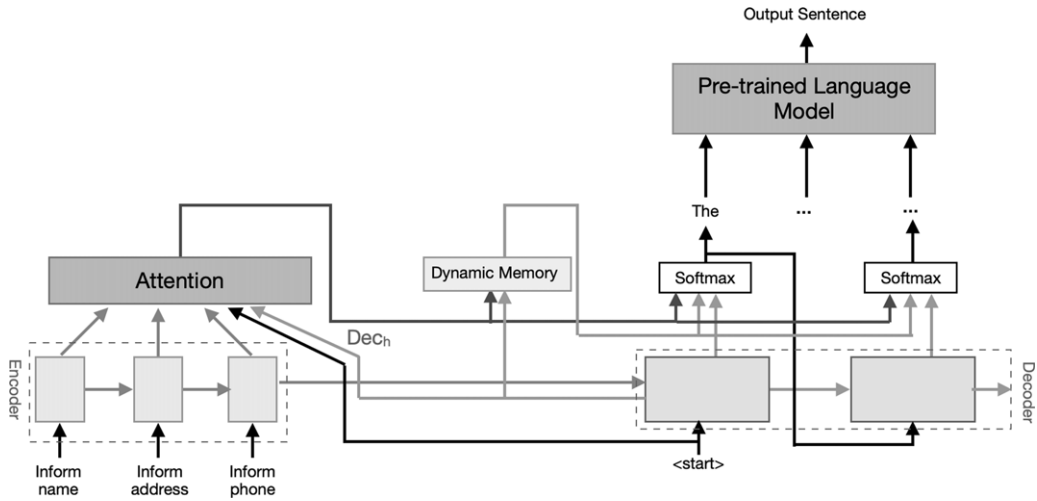 Output Sentence
Pre-trained Language
Model
The
...
...
Attention
Dynamic Memory
Softmax
Softmax
Dech
Encoder
Decoder
Inform
name
Inform
address
Inform
phone
<start>